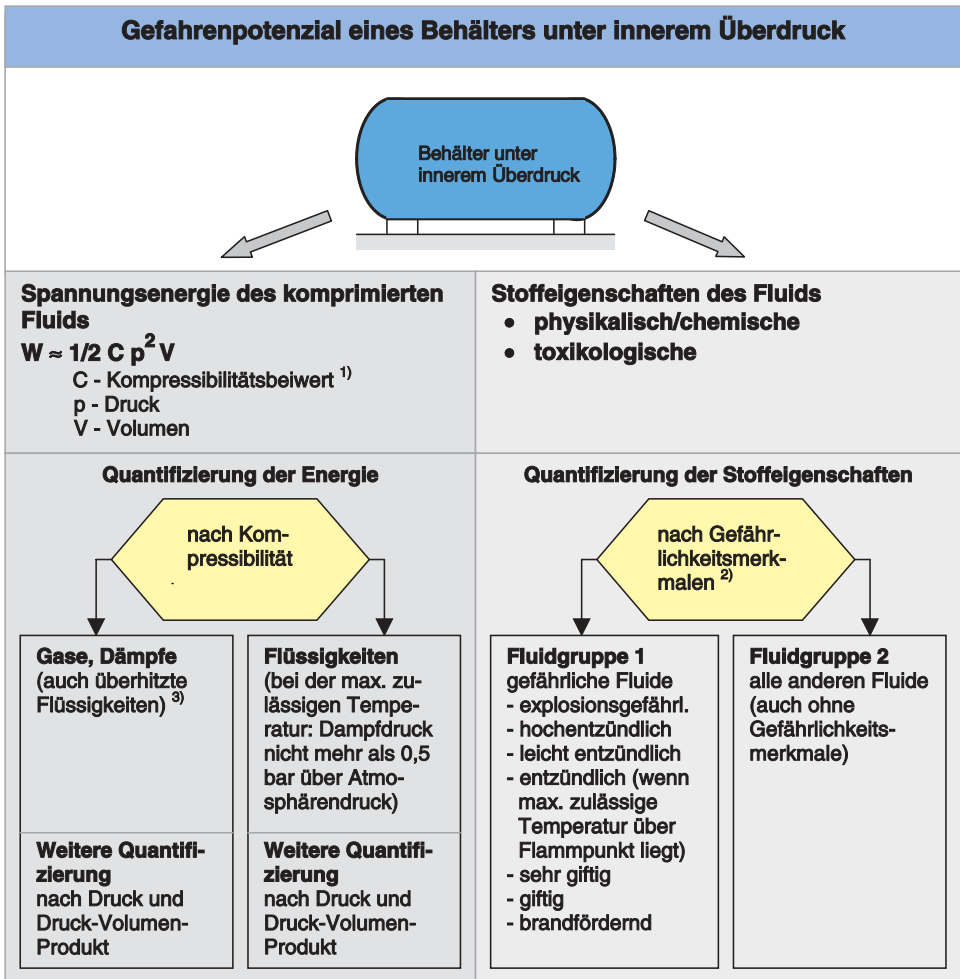 Gefahrenpotenzial eines Behälters unter innerem Überdruck
Behälter unter
innerem Überdruck
Spannungsenergie des komprimierten
Fluids
W ≈ 1/2 C p² V
C - Kompressibilitätsbeiwert ¹⁾
p - Druck
V - Volumen
Stoffeigenschaften des Fluids
• physikalisch/chemische
• toxikologische
Quantifizierung der Energie
nach Kom-
pressibilität
Gase, Dämpfe
(auch überhitzte
Flüssigkeiten) ³⁾
Weitere Quantifi-
zierung
nach Druck und
Druck-Volumen-
Produkt
Flüssigkeiten
(bei der max. zu-
lässigen Tempe-
ratur: Dampfdruck
nicht mehr als 0,5
bar über Atmo-
sphärendruck)
Weitere Quantifi-
zierung
nach Druck und
Druck-Volumen-
Produkt
Quantifizierung der Stoffeigenschaften
nach Gefähr-
lichkeitsmerk-
malen ²⁾
Fluidgruppe 1
gefährliche Fluide
- explosionsgefährl.
- hochentzündlich
- leicht entzündlich
- entzündlich (wenn
max. zulässige
Temperatur über
Flammpunkt liegt)
- sehr giftig
- giftig
- brandfördernd
Fluidgruppe 2
alle anderen Fluide
(auch ohne
Gefährlichkeits-
merkmale)